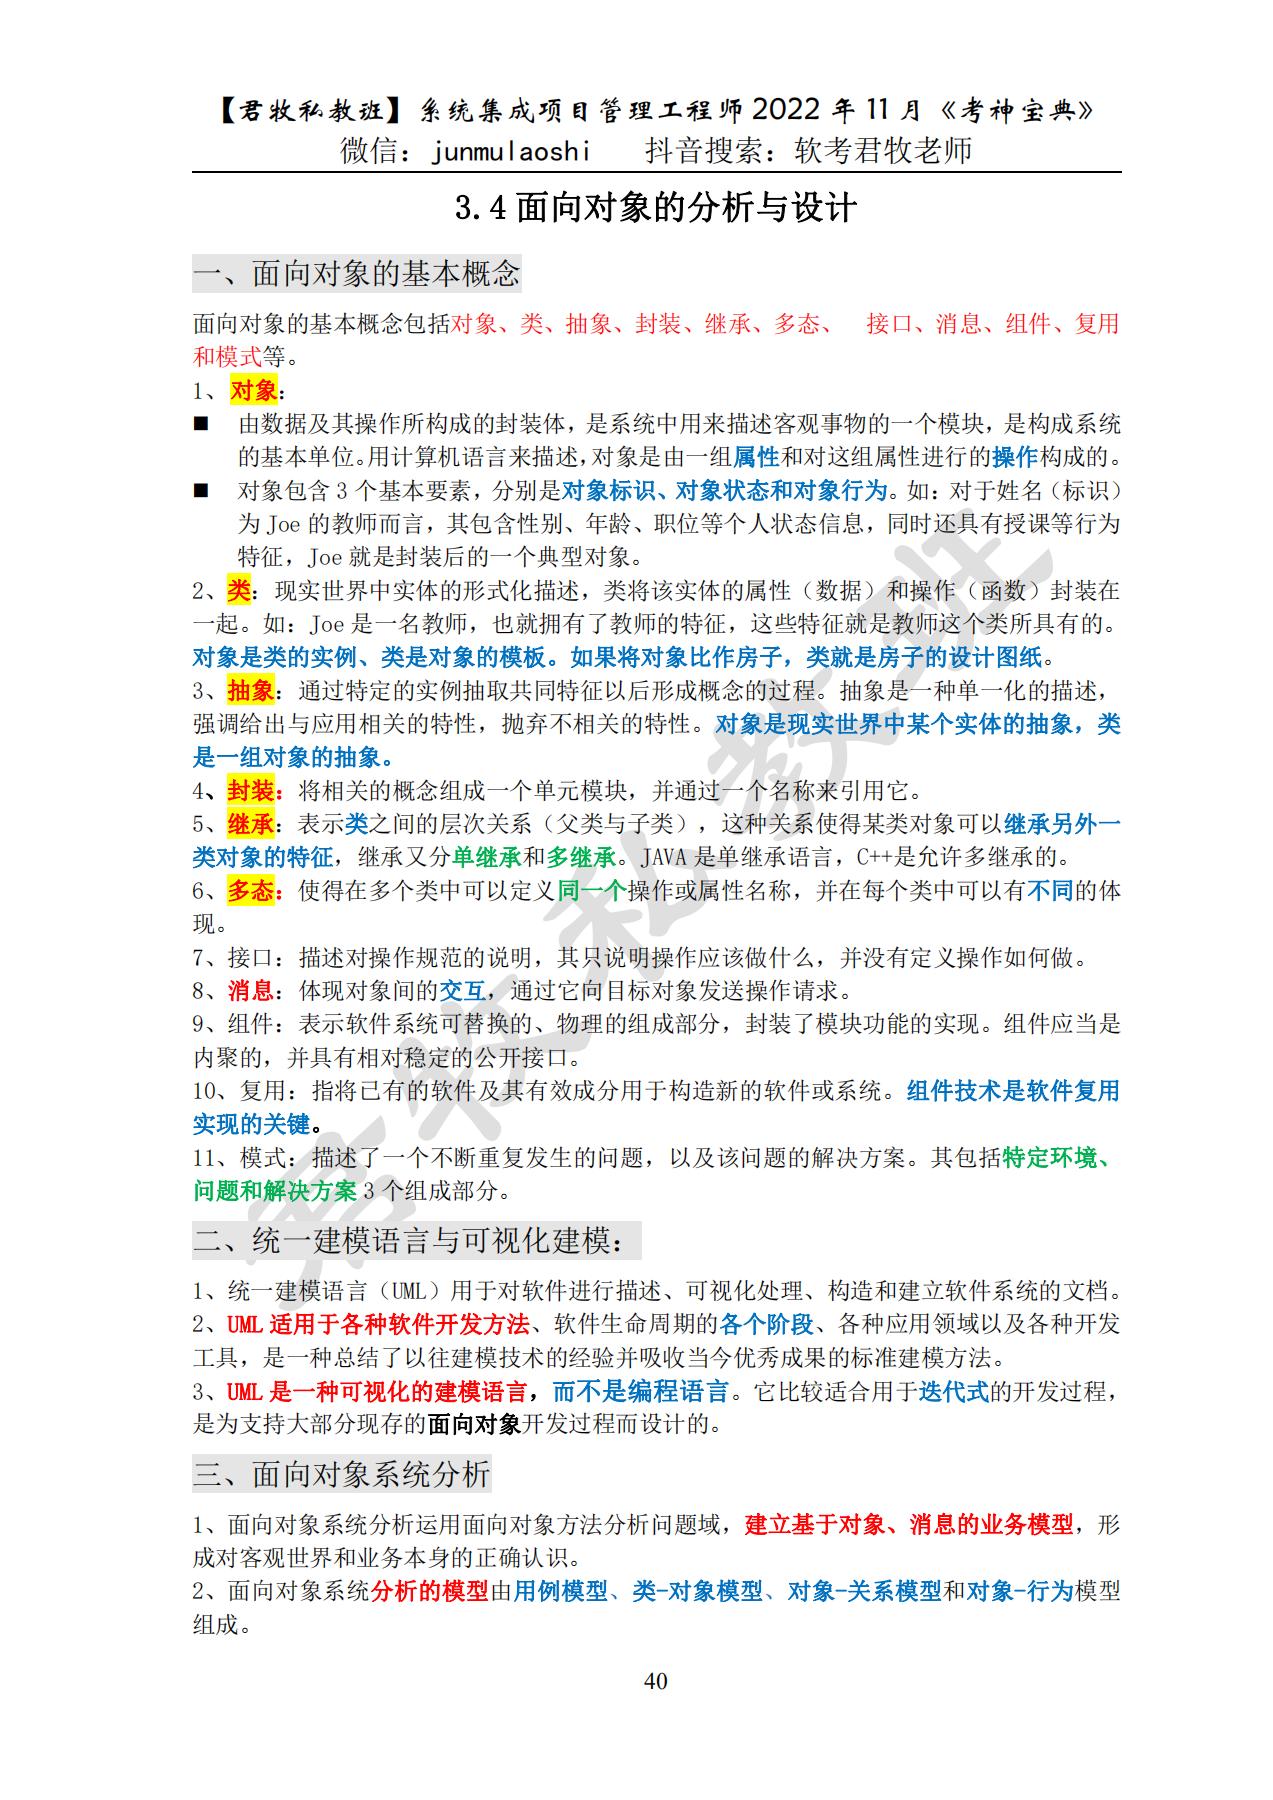 【君牧私教班】系统集成项目管理工程师 2022 年 11 月《考神宝典》
微信：junmulaoshi 抖音搜索：软考君牧老师
3.4 面向对象的分析与设计
一、面向对象的基本概念
面向对象的基本概念包括对象、类、抽象、封装、继承、多态、 接口、消息、组件、复用
和模式等。
1、对象：
■ 由数据及其操作所构成的封装体，是系统中用来描述客观事物的一个模块，是构成系统
的基本单位。用计算机语言来描述，对象是由一组属性和对这组属性进行的操作构成的。
■ 对象包含 3 个基本要素，分别是对象标识、对象状态和对象行为。如：对于姓名（标识）
为 Joe 的教师而言，其包含性别、年龄、职位等个人状态信息，同时还具有授课等行为
特征，Joe 就是封装后的一个典型对象。
2、类：现实世界中实体的形式化描述，类将该实体的属性（数据）和操作（函数）封装在
一起。如：Joe 是一名教师，也就拥有了教师的特征，这些特征就是教师这个类所具有的。
对象是类的实例、类是对象的模板。如果将对象比作房子，类就是房子的设计图纸。
3、抽象：通过特定的实例抽取共同特征以后形成概念的过程。抽象是一种单一化的描述，
强调给出与应用相关的特性，抛弃不相关的特性。对象是现实世界中某个实体的抽象，类
是一组对象的抽象。
4、封装：将相关的概念组成一个单元模块，并通过一个名称来引用它。
5、继承：表示类之间的层次关系（父类与子类），这种关系使得某类对象可以继承另外一
类对象的特征，继承又分单继承和多继承。JAVA 是单继承语言，C++是允许多继承的。
6、多态：使得在多个类中可以定义同一个操作或属性名称，并在每个类中可以有不同的体
现。
7、接口：描述对操作规范的说明，其只说明操作应该做什么，并没有定义操作如何做。
8、消息：体现对象间的交互，通过它向目标对象发送操作请求。
9、组件：表示软件系统可替换的、物理的组成部分，封装了模块功能的实现。组件应当是
内聚的，并具有相对稳定的公开接口。
10、复用：指将已有的软件及其有效成分用于构造新的软件或系统。组件技术是软件复用
实现的关键。
11、模式：描述了一个不断重复发生的问题，以及该问题的解决方案。其包括特定环境、
问题和解决方案 3 个组成部分。
二、统一建模语言与可视化建模：
1、统一建模语言（UML）用于对软件进行描述、可视化处理、构造和建立软件系统的文档。
2、UML 适用于各种软件开发方法、软件生命周期的各个阶段、各种应用领域以及各种开发
工具，是一种总结了以往建模技术的经验并吸收当今优秀成果的标准建模方法。
3、UML 是一种可视化的建模语言，而不是编程语言。它比较适合用于迭代式的开发过程，
是为支持大部分现存的面向对象开发过程而设计的。
三、面向对象系统分析
1、面向对象系统分析运用面向对象方法分析问题域，建立基于对象、消息的业务模型，形
成对客观世界和业务本身的正确认识。
2、面向对象系统分析的模型由用例模型、类-对象模型、对象-关系模型和对象-行为模型
组成。
40
君牧私教班